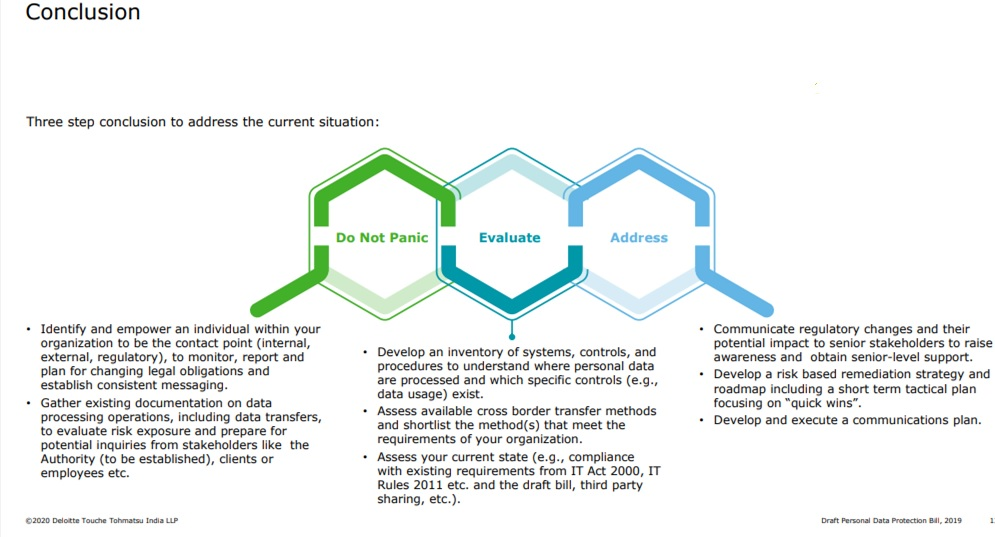 Conclusion
Three step conclusion to address the current situation:
Do Not Panic
Evaluate
Address
• Identify and empower an individual within your
organization to be the contact point (internal,
external, regulatory), to monitor, report and
plan for changing legal obligations and
establish consistent messaging.
• Gather existing documentation on data
processing operations, including data transfers,
to evaluate risk exposure and prepare for
potential inquiries from stakeholders like the
Authority (to be established), clients or
employees etc.
• Develop an inventory of systems, controls, and
procedures to understand where personal data
are processed and which specific controls (e.g.,
data usage) exist.
• Assess available cross border transfer methods
and shortlist the method(s) that meet the
requirements of your organization.
• Assess your current state (e.g., compliance
with existing requirements from IT Act 2000, IT
Rules 2011 etc. and the draft bill, third party
sharing, etc.).
• Communicate regulatory changes and their
potential impact to senior stakeholders to raise
awareness and obtain senior-level support.
• Develop a risk based remediation strategy and
roadmap including a short term tactical plan
focusing on “quick wins”.
• Develop and execute a communications plan.
©2020 Deloitte Touche Tohmatsu India LLP
Draft Personal Data Protection Bill, 2019